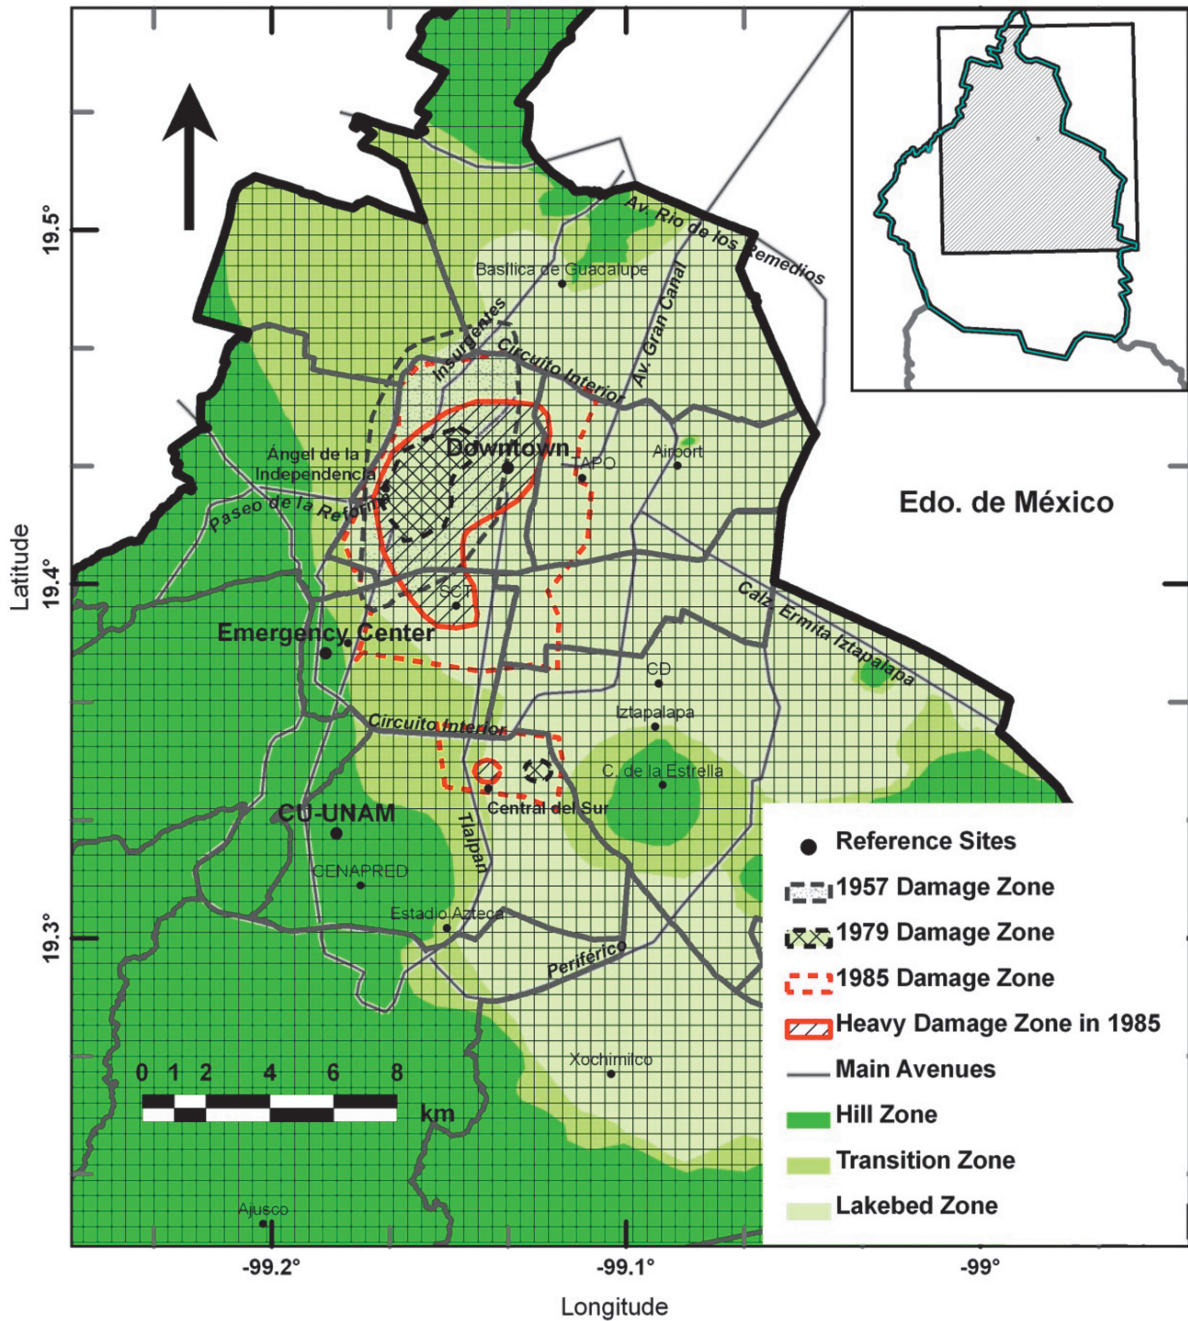 19.5°
19.4°
19.3°
Latitude
Av. Rio de los Remedios
Basílica de Guadalupe
Av. Gran Canal
Insurgentes
Circuito Interior
Downtown
Ángel de la
Independencia
TAPO
Airport
Paseo de la Reforma
Edo. de México
SCT
Calz. Ermita Iztapalapa
Emergency Center
CD
Iztapalapa
Circuito Interior
C. de la Estrella
Central del Sur
CU-UNAM
Tlalpan
CENAPRED
Estadio Azteca
Periférico
Xochimilco
0 1 2 4 6 8
km
Ajusco
Reference Sites
1957 Damage Zone
1979 Damage Zone
1985 Damage Zone
Heavy Damage Zone in 1985
Main Avenues
Hill Zone
Transition Zone
Lakebed Zone
-99.2° -99.1° -99°
Longitude